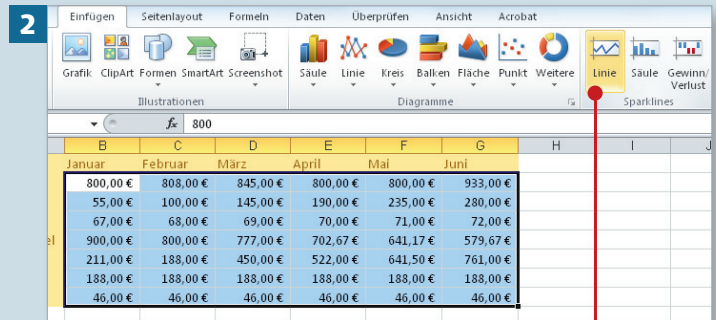 2
Einfügen Seitenlayout Formeln Daten Überprüfen Ansicht Acrobat
Grafik ClipArt Formen SmartArt Screenshot Säule Linie Kreis Balken Fläche Punkt Weitere Linie Säule Gewinn/
Verlust
Illustrationen Diagramme Sparklines
fx 800
B C D E F G H I J
Januar Februar März April Mai Juni
800,00 € 808,00 € 845,00 € 800,00 € 800,00 € 933,00 €
55,00 € 100,00 € 145,00 € 190,00 € 235,00 € 280,00 €
67,00 € 68,00 € 69,00 € 70,00 € 71,00 € 72,00 €
el 900,00 € 800,00 € 777,00 € 702,67 € 641,17 € 579,67 €
211,00 € 188,00 € 450,00 € 522,00 € 641,50 € 761,00 €
188,00 € 188,00 € 188,00 € 188,00 € 188,00 € 188,00 €
46,00 € 46,00 € 46,00 € 46,00 € 46,00 € 46,00 €